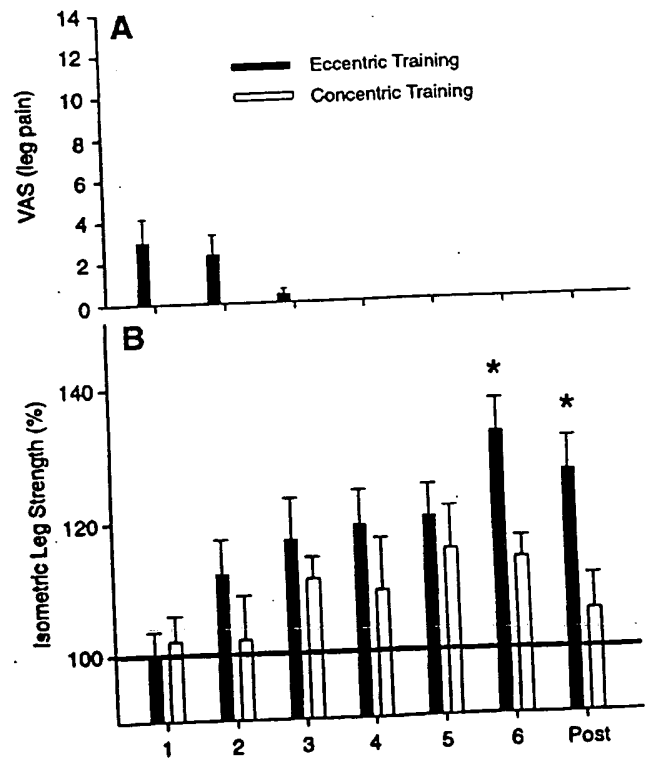 A
14
12
10
8
6
4
2
0
VAS (leg pain)
Eccentric Training
Concentric Training
B
140
120
100
Isometric Leg Strength (%)
*
*
1 2 3 4 5 6 Post